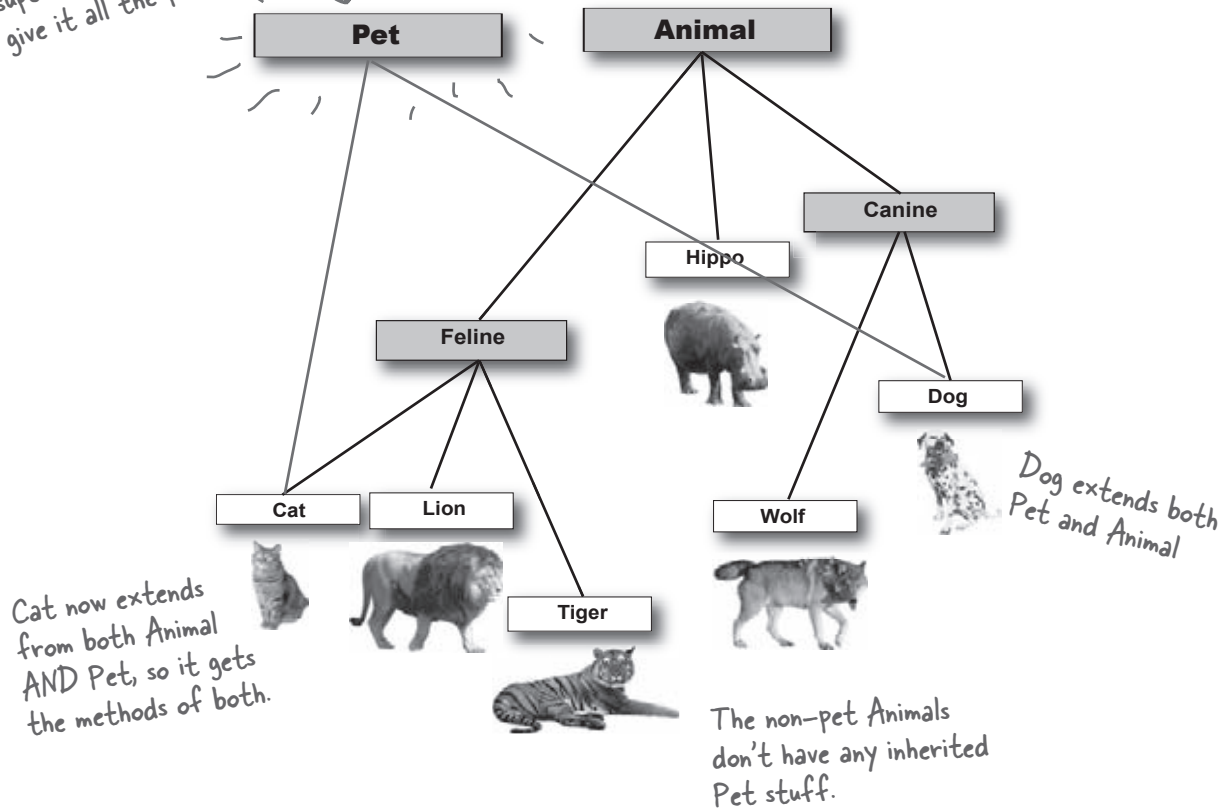 give it all the
Pet
Animal
Canine
Hippo
Feline
Dog
Dog extends both
Pet and Animal
Cat
Lion
Wolf
Cat now extends
from both Animal
AND Pet, so it gets
the methods of both.
Tiger
The non-pet Animals
don't have any inherited
Pet stuff.